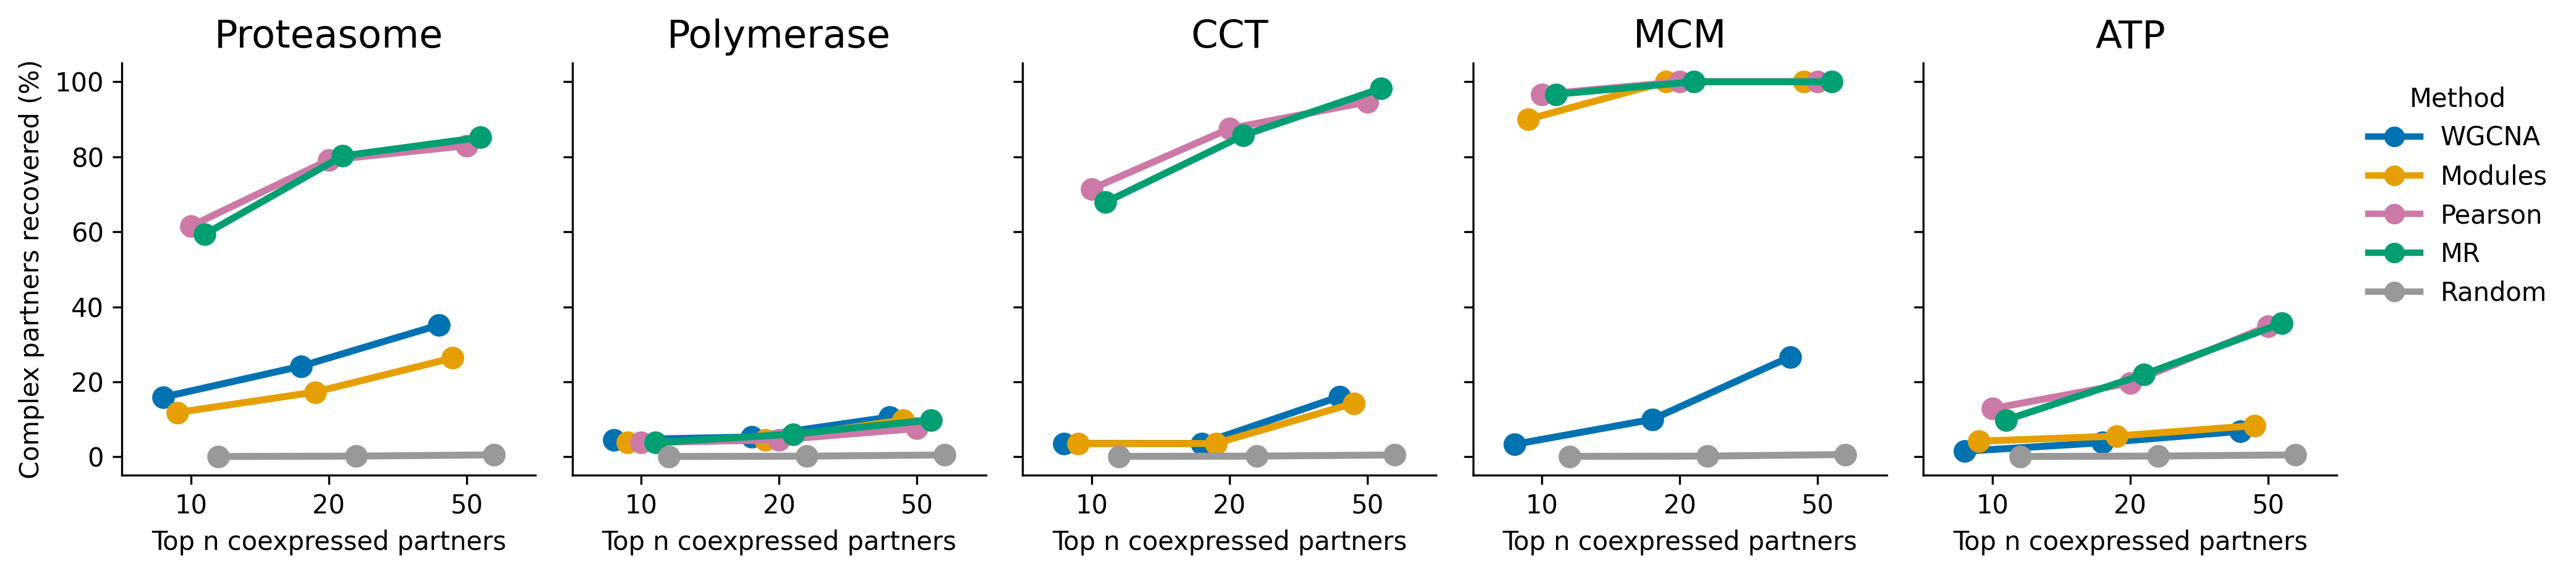 Proteasome
Polymerase
CCT
MCM
ATP
Complex partners recovered (%)
100
80
60
40
20
0
10 20 50
10 20 50
10 20 50
10 20 50
10 20 50
Top n coexpressed partners
Top n coexpressed partners
Top n coexpressed partners
Top n coexpressed partners
Top n coexpressed partners
Method
WGCNA
Modules
Pearson
MR
Random